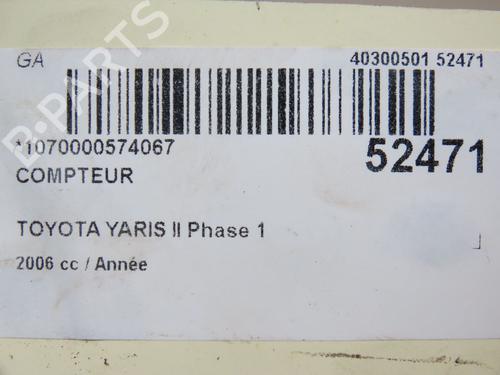 GA 40300501 52471
*1070000574067 52471
COMPTEUR
TOYOTA YARIS II Phase 1
2006 cc / Année
B-PARTS